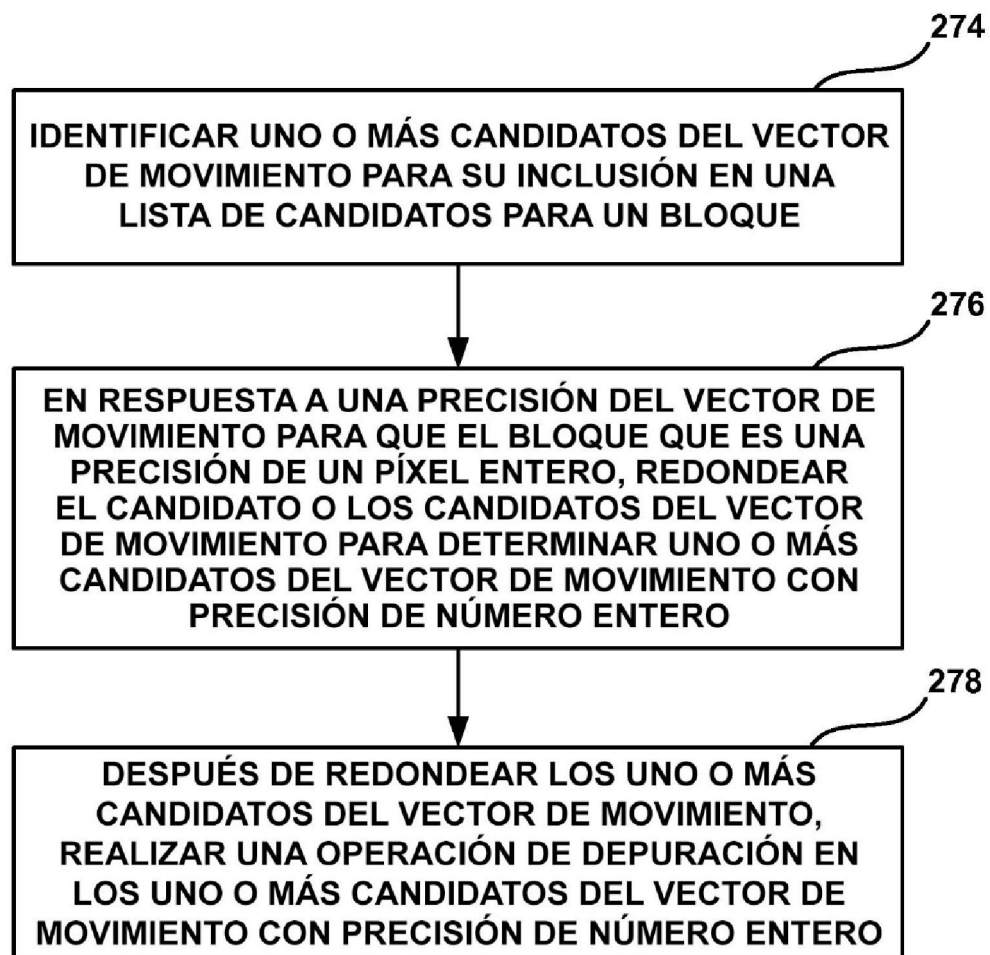 274
IDENTIFICAR UNO O MÁS CANDIDATOS DEL VECTOR
DE MOVIMIENTO PARA SU INCLUSIÓN EN UNA
LISTA DE CANDIDATOS PARA UN BLOQUE
276
EN RESPUESTA A UNA PRECISIÓN DEL VECTOR DE
MOVIMIENTO PARA QUE EL BLOQUE QUE ES UNA
PRECISIÓN DE UN PÍXEL ENTERO, REDONDEAR
EL CANDIDATO O LOS CANDIDATOS DEL VECTOR
DE MOVIMIENTO PARA DETERMINAR UNO O MÁS
CANDIDATOS DEL VECTOR DE MOVIMIENTO CON
PRECISIÓN DE NÚMERO ENTERO
278
DESPUÉS DE REDONDEAR LOS UNO O MÁS
CANDIDATOS DEL VECTOR DE MOVIMIENTO,
REALIZAR UNA OPERACIÓN DE DEPURACIÓN EN
LOS UNO O MÁS CANDIDATOS DEL VECTOR DE
MOVIMIENTO CON PRECISIÓN DE NÚMERO ENTERO